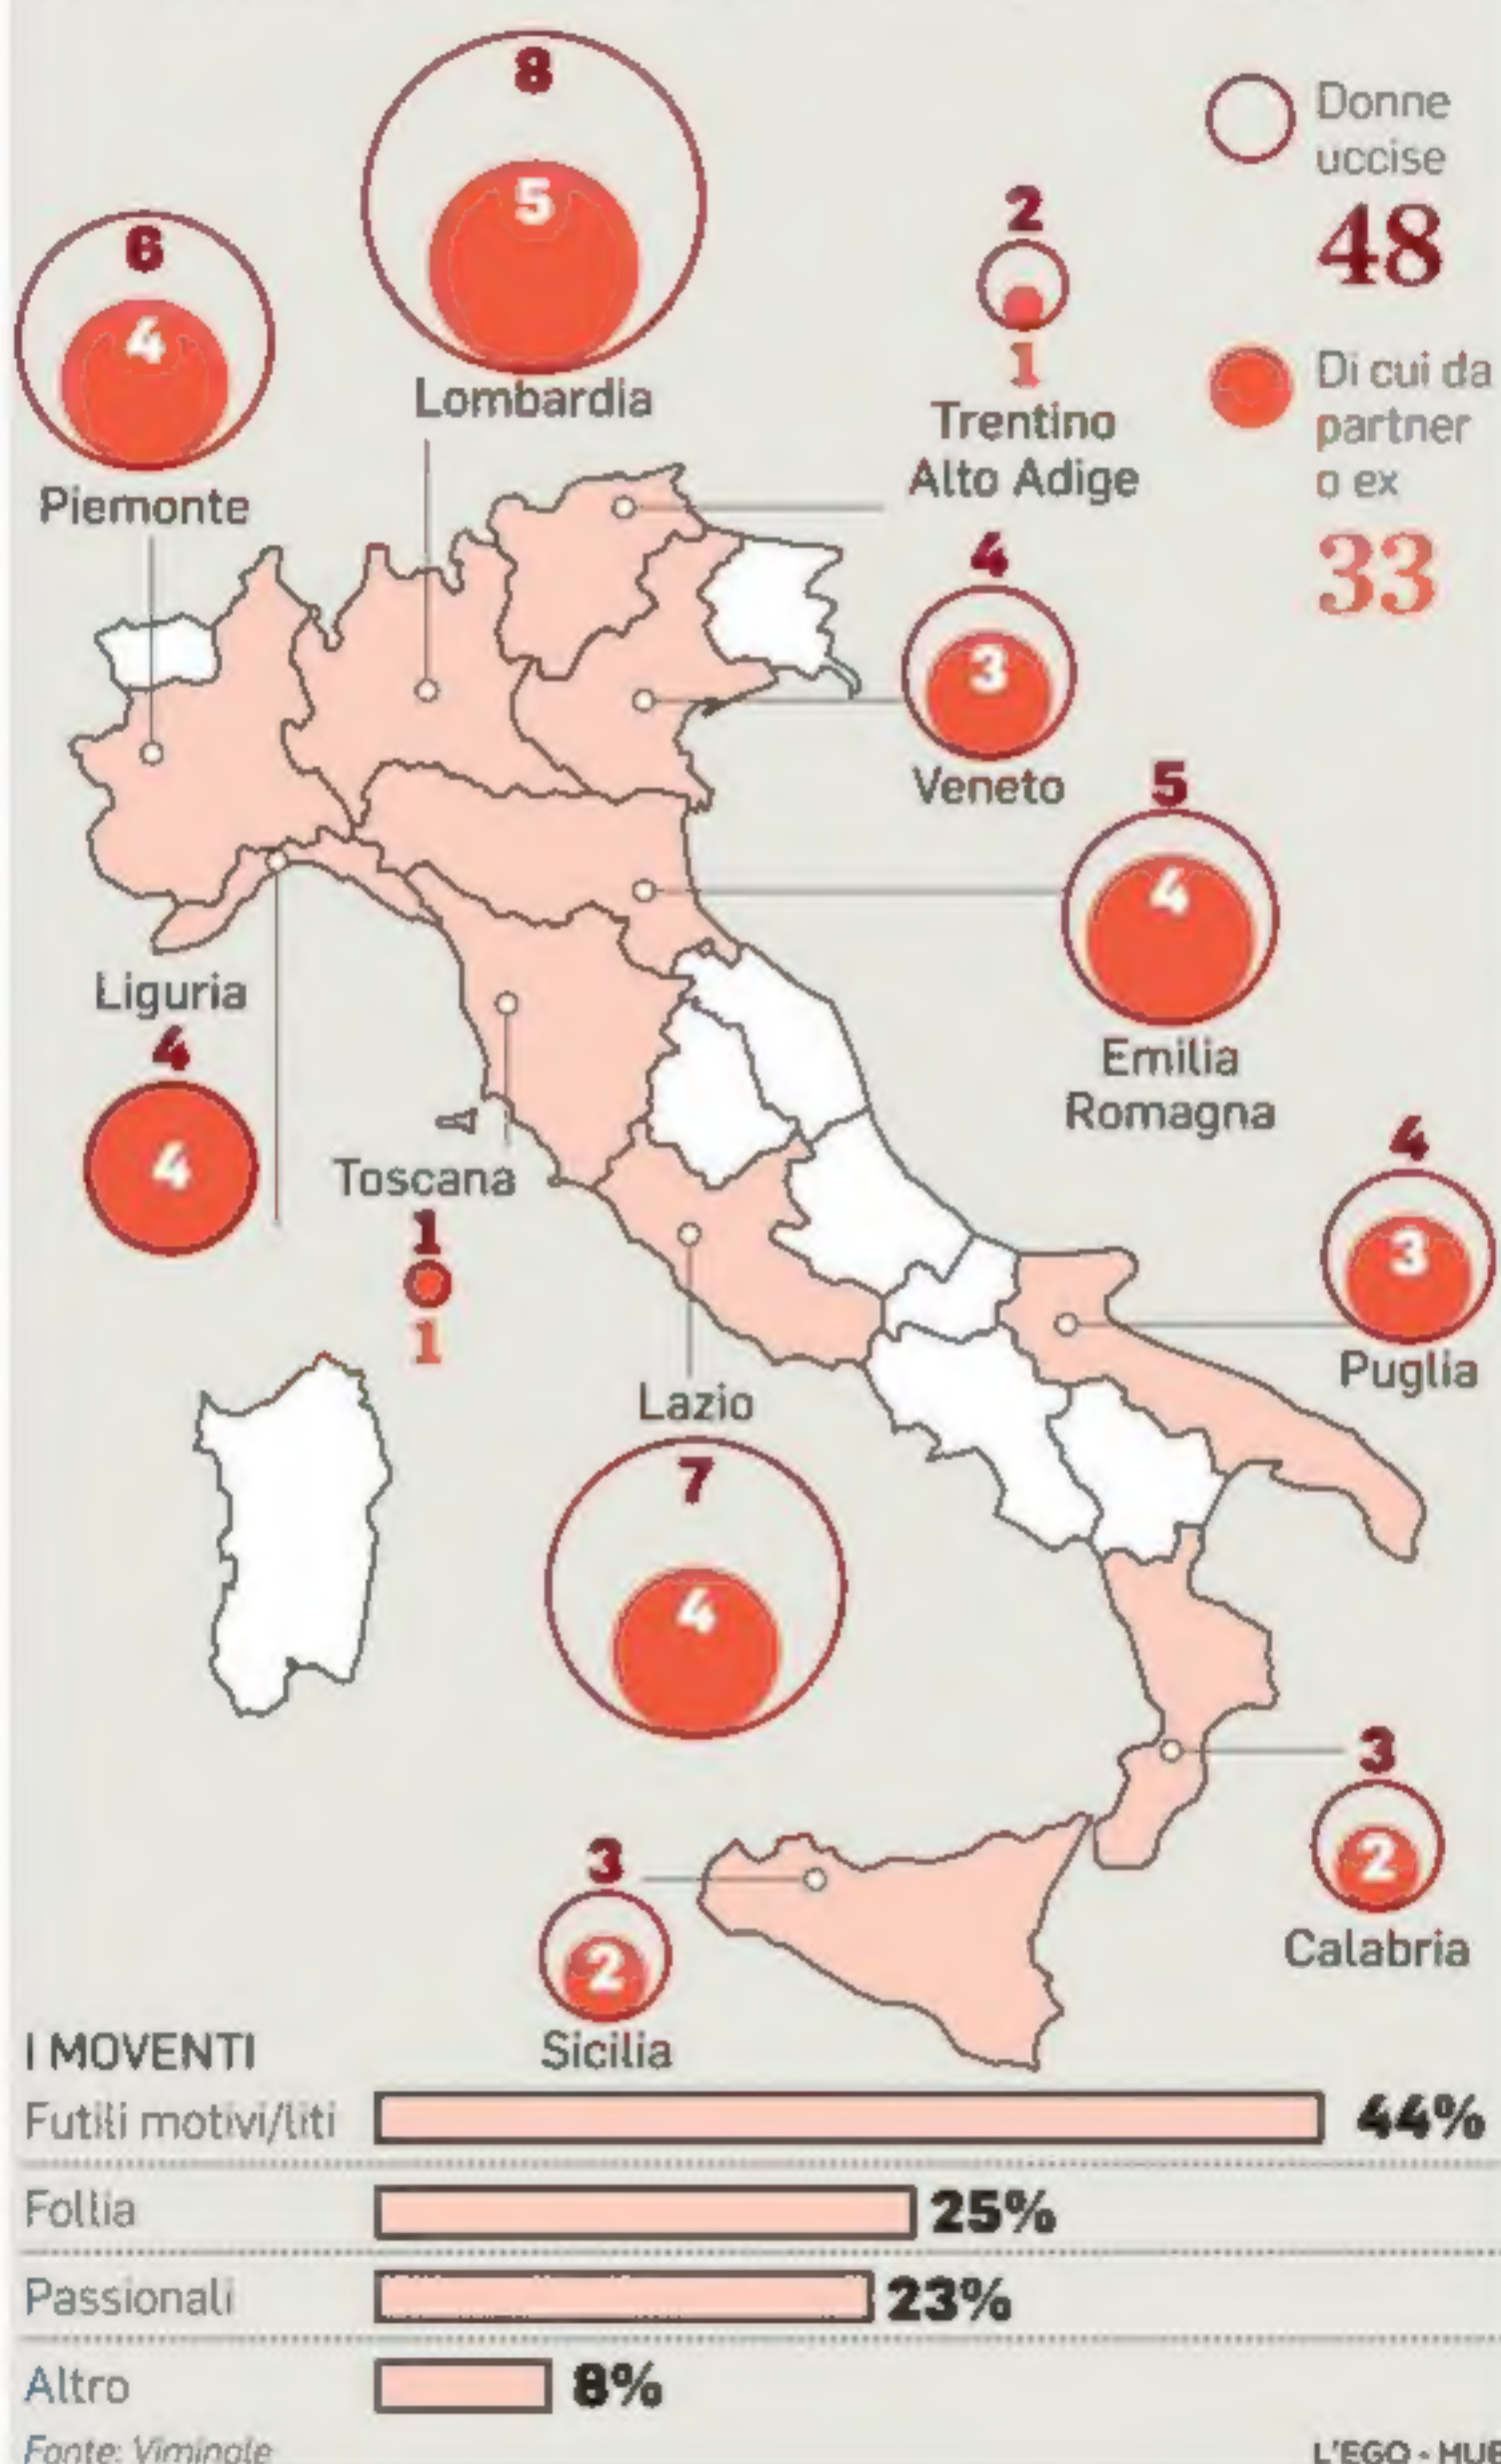 8
5
Lombardia
6
4
Piemonte
2
1
Trentino
Alto Adige
Donne
uccise
48
Di cui da
partner
o ex
33
4
3
Veneto
5
4
Emilia
Romagna
Liguria
4
4
Toscana
1
1
Lazio
7
4
4
3
Puglia
3
2
Calabria
3
2
Sicilia
I MOVENTI
Futili motivi/liti 44%
Follia 25%
Passionali 23%
Altro 8%
Fonte: Viminale
L'EGO - HUB